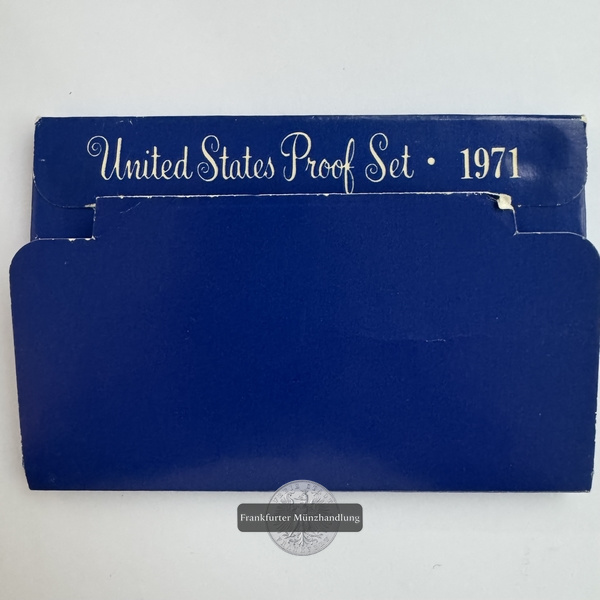 United States Proof Set • 1971
Frankfurter Münzhandlung